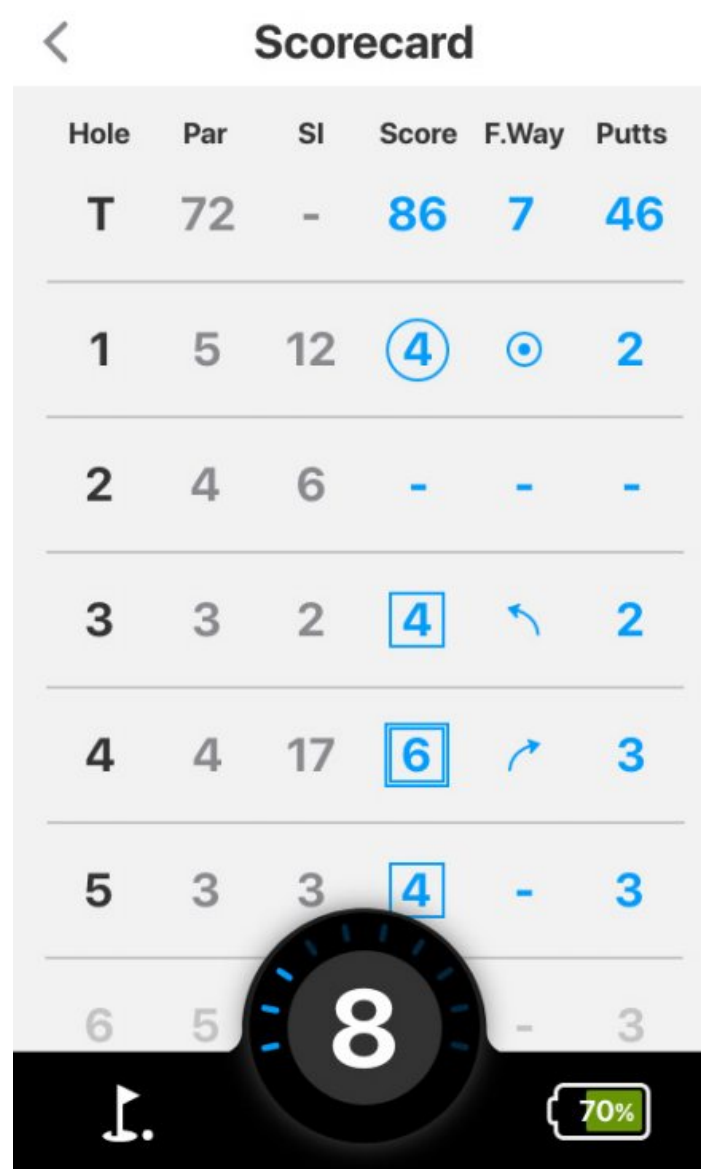 Scorecard
Hole Par SI Score F.Way Putts
T 72 - 86 7 46
1 5 12 4 2
2 4 6 - - -
3 3 2 4 2
4 4 17 6 3
5 3 3 4 - 3
6 5 - 3
8
70%